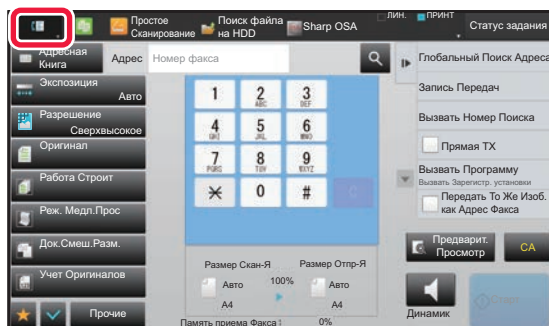 Простое
Сканирование
Поиск файла
на HDD
Sharp OSA
ЛИН.
ПРИНТ
Статус задания
Адресная
Книга
Адрес
Номер факса
Глобальный Поиск Адреса
Экспозиция
Авто
Запись Передач
Разрешение
Сверхвысокое
Вызвать Номер Поиска
Оригинал
Прямая TX
Работа Строит
Вызвать Программу
Вызвать Зарегистр. установки
Реж. Медл.Прос
Передать То Же Изоб.
как Адрес Факса
Док.Смеш.Разм.
Предварит.
Просмотр
CA
Учет Оригиналов
1
2
ABC
3
DEF
4
GHI
5
JKL
6
MNO
7
PQRS
8
TUV
9
WXYZ
0
#
C
Размер Скан-Я
Размер Отпр-Я
Авто
100%
Авто
A4
A4
Динамик
Старт
Прочие
Память приема Факса :
0%